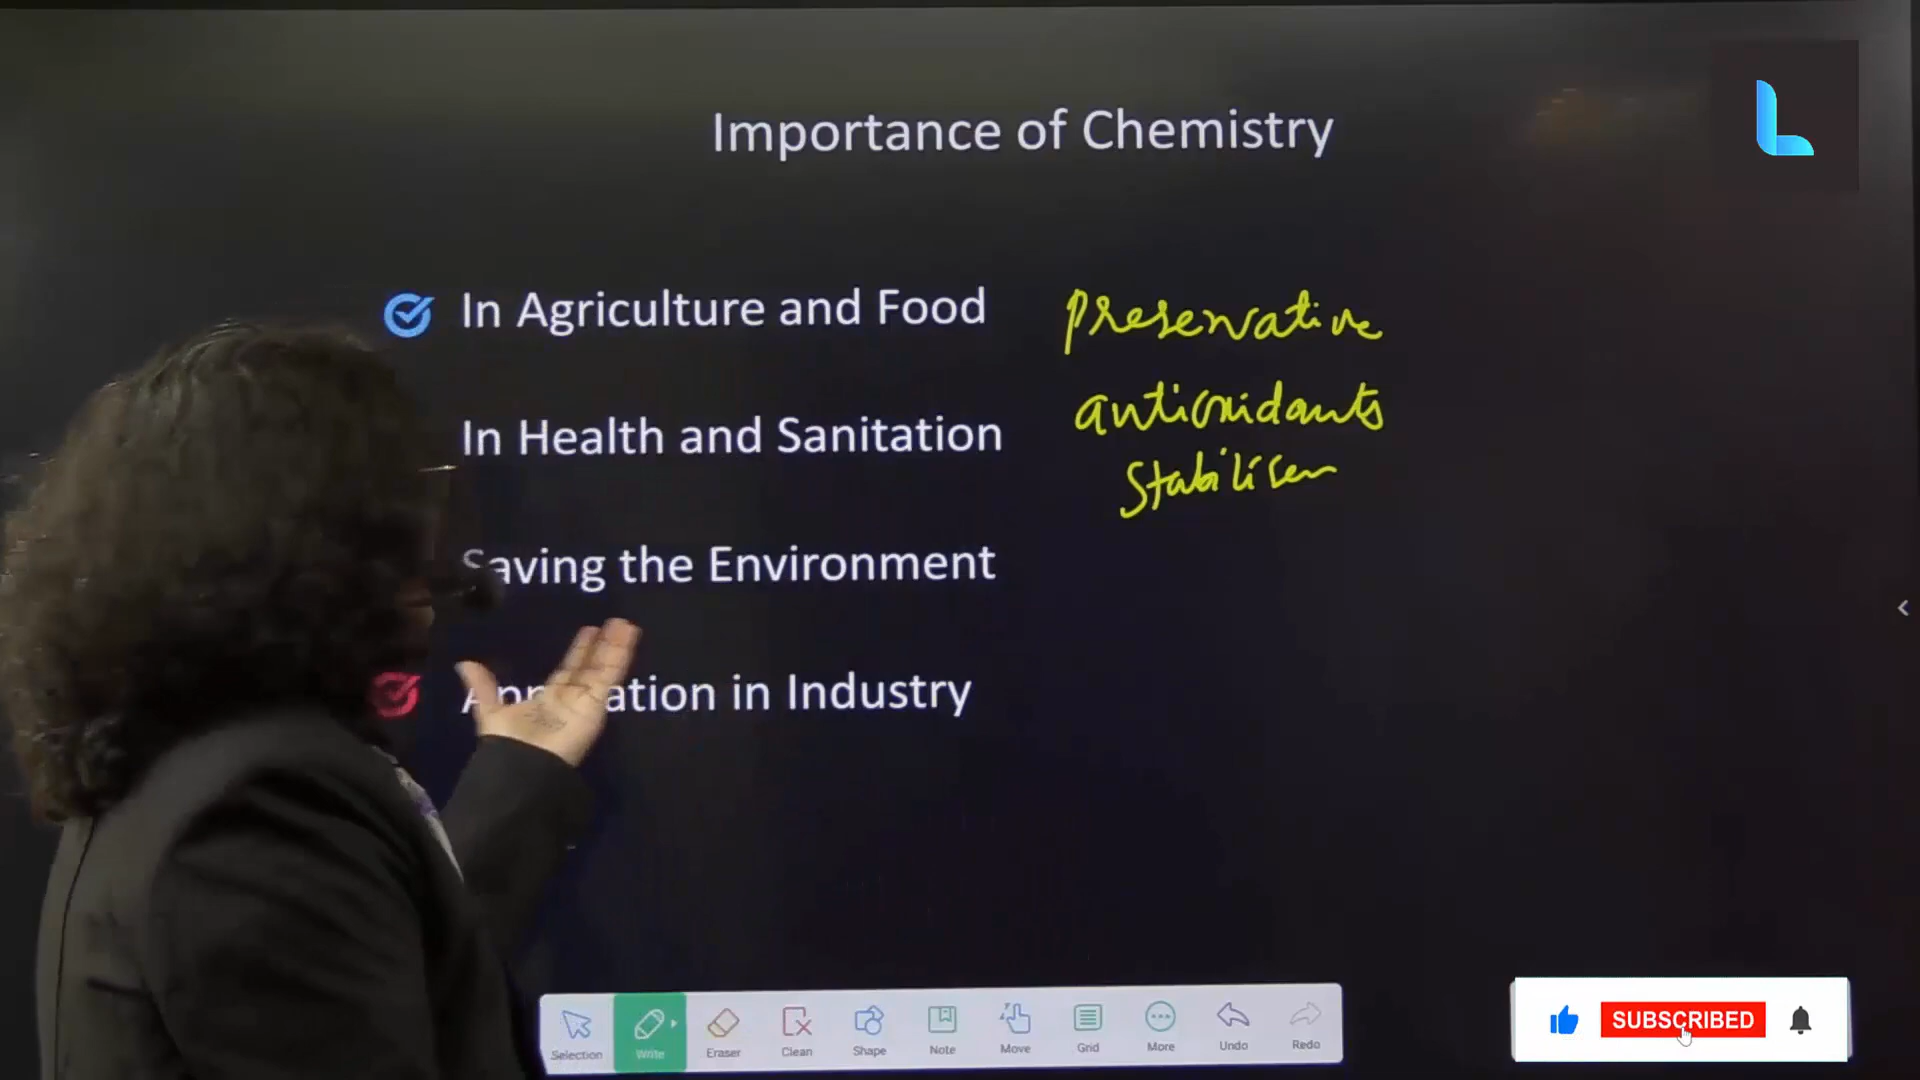 Importance of Chemistry
In Agriculture and Food
Preservative
In Health and Sanitation
antioxidants
Stabiliser
Saving the Environment
in Industry
Selection
Write
Eraser
Clean
Shape
Note
Move
Grid
More
Undo
Redo
SUBSCRIBED